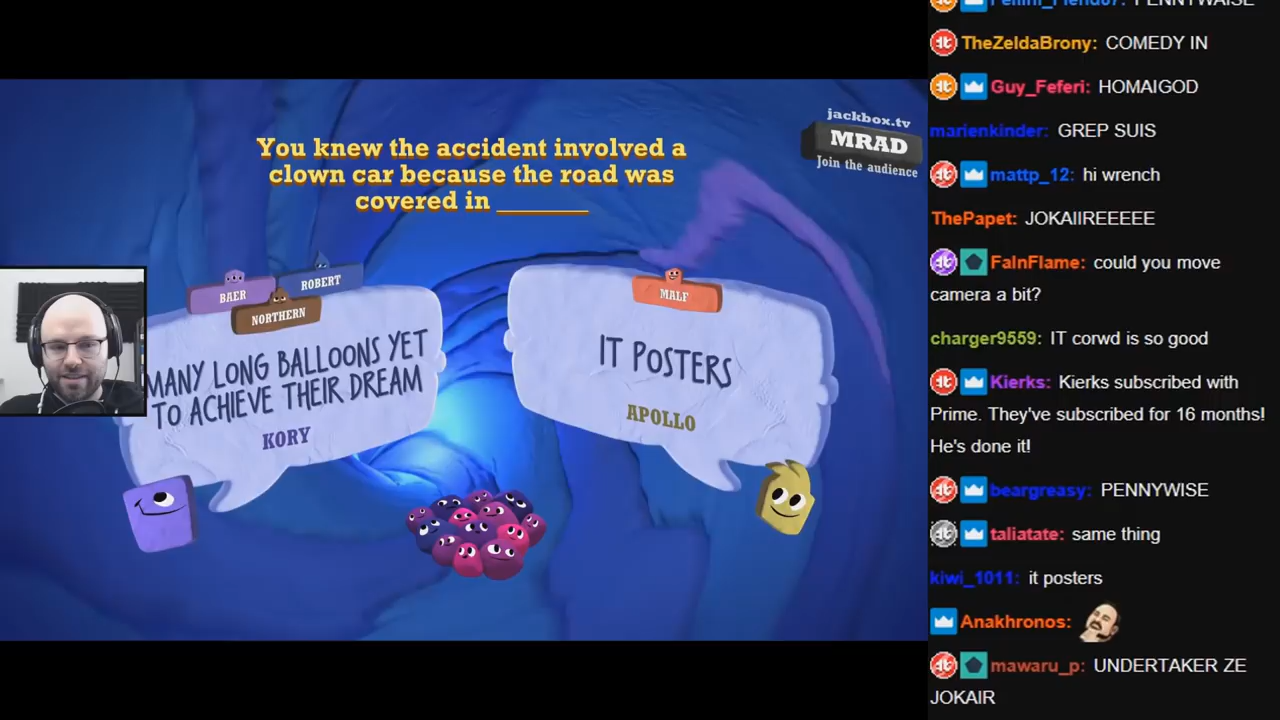 jackbox.tv
MRAD
Join the audience
You knew the accident involved a
clown car because the road was
covered in _______
BAER
ROBERT
NORTHERN
MANY LONG BALLOONS YET
TO ACHIEVE THEIR DREAM
KORY
MALF
IT POSTERS
APOLLO
TheZeldaBrony: COMEDY IN
Guy_Feferi: HOMAIGOD
marienkinder: GREP SUIS
mattp_12: hi wrench
ThePapet: JOKAIIREEEEE
FalnFlame: could you move
camera a bit?
charger9559: IT corwd is so good
Kierks: Kierks subscribed with
Prime. They've subscribed for 16 months!
He's done it!
beargreasy: PENNYWISE
taliatate: same thing
kiwi_1011: it posters
Anakhronos:
mawaru_p: UNDERTAKER ZE
JOKAIR